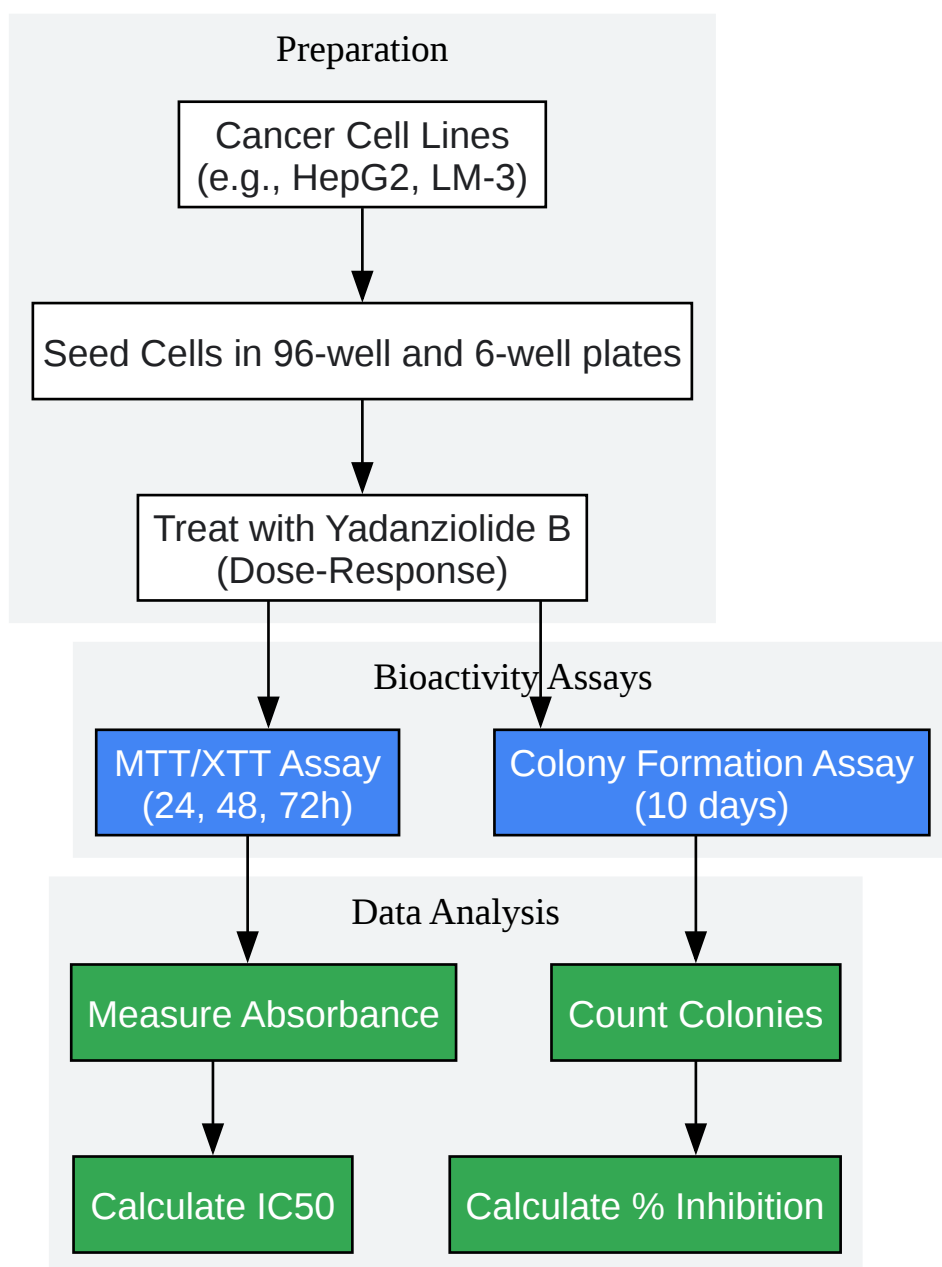 Preparation
Cancer Cell Lines
(e.g., HepG2, LM-3)
Seed Cells in 96-well and 6-well plates
Treat with Yadanziolide B
(Dose-Response)
Bioactivity Assays
MTT/XTT Assay
(24, 48, 72h)
Colony Formation Assay
(10 days)
Data Analysis
Measure Absorbance
Count Colonies
Calculate IC50
Calculate % Inhibition